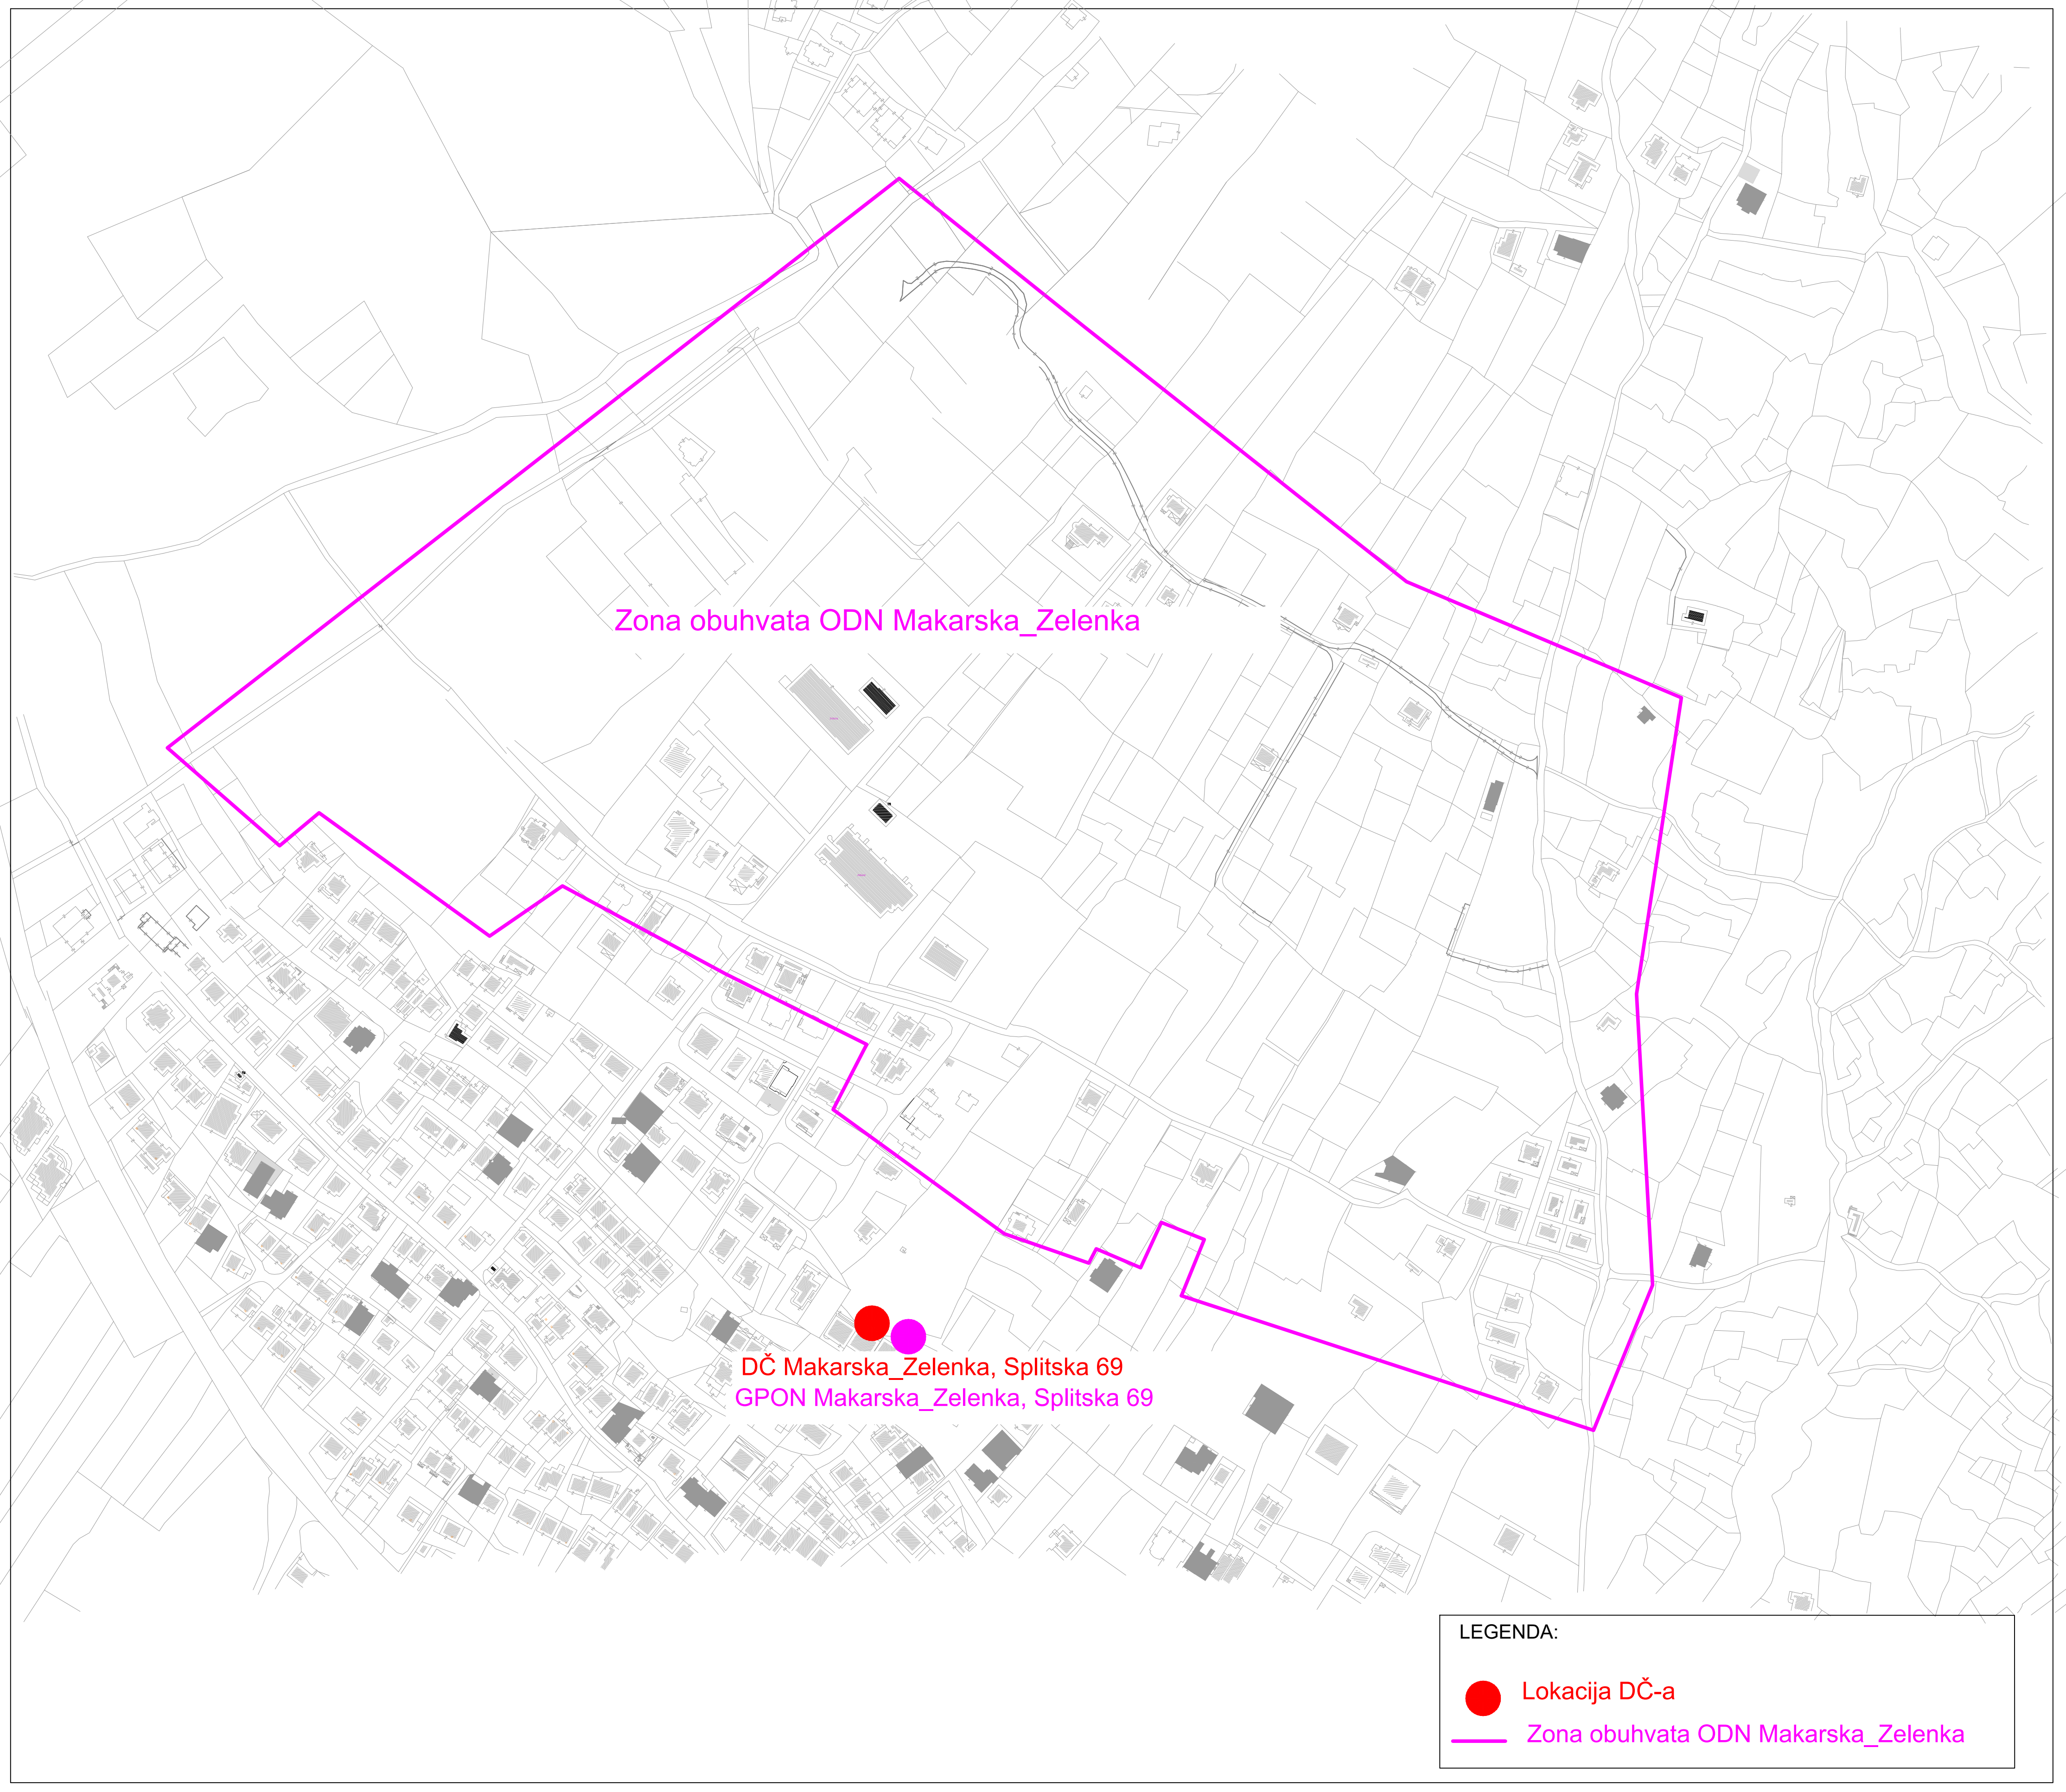 Zona obuhvata ODN Makarska_Zelenka
DČ Makarska_Zelenka, Splitska 69
GPON Makarska_Zelenka, Splitska 69
LEGENDA:
Lokacija DČ-a
Zona obuhvata ODN Makarska_Zelenka